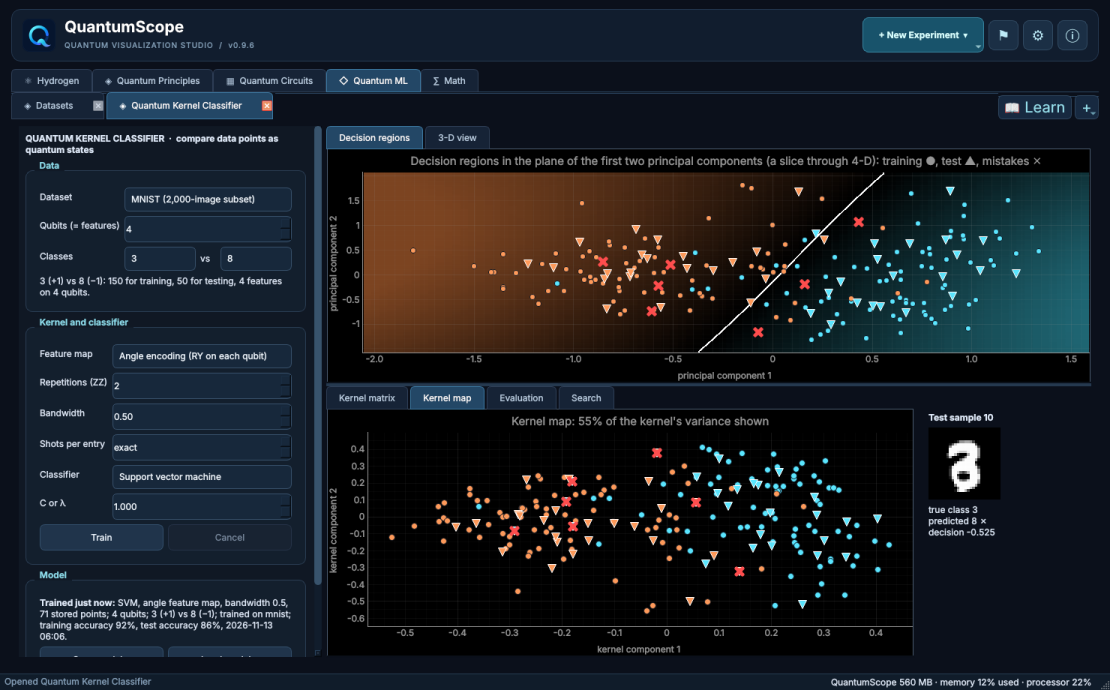 QuantumScope
QUANTUM VISUALIZATION STUDIO / v0.9.6
+ New Experiment
Hydrogen
Quantum Principles
Quantum Circuits
Quantum ML
∑ Math
Datasets
Quantum Kernel Classifier
Learn
+
QUANTUM KERNEL CLASSIFIER · compare data points as
quantum states
Data
Dataset
MNIST (2,000-image subset)
Qubits (= features)
4
Classes
3
vs
8
3 (+1) vs 8 (−1): 150 for training, 50 for testing, 4 features
on 4 qubits.
Kernel and classifier
Feature map
Angle encoding (RY on each qubit)
Repetitions (ZZ)
2
Bandwidth
0.50
Shots per entry
exact
Classifier
Support vector machine
C or λ
1.000
Train
Cancel
Model
Trained just now: SVM, angle feature map, bandwidth 0.5,
71 stored points; 4 qubits; 3 (+1) vs 8 (−1); trained on mnist;
training accuracy 92%, test accuracy 86%, 2026-11-13
06:06.
Decision regions
3-D view
Decision regions in the plane of the first two principal components (a slice through 4-D): training ●, test ▲, mistakes ×
principal component 2
1.5
1
0.5
0
-0.5
-1
-2.0
-1.5
-1.0
-0.5
0
0.5
1.0
1.5
principal component 1
Kernel matrix
Kernel map
Evaluation
Search
Kernel map: 55% of the kernel's variance shown
kernel component 2
0.4
0.3
0.2
0.1
0
-0.1
-0.2
-0.3
-0.4
-0.5
-0.6
-0.5
-0.4
-0.3
-0.2
-0.1
0
0.1
0.2
0.3
0.4
kernel component 1
Test sample 10
true class 3
predicted 8 ×
decision -0.525
Opened Quantum Kernel Classifier
QuantumScope 560 MB · memory 12% used · processor 22%